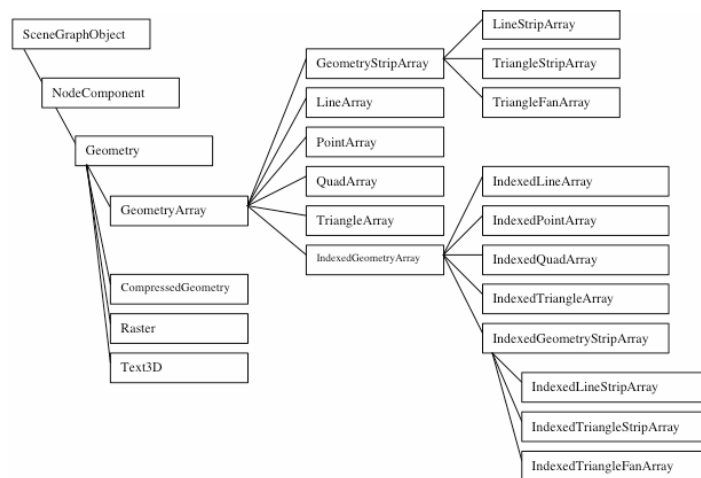 SceneGraphObject
NodeComponent
Geometry
GeometryArray
CompressedGeometry
Raster
Text3D
GeometryStripArray
LineArray
PointArray
QuadArray
TriangleArray
IndexedGeometryArray
LineStripArray
TriangleStripArray
TriangleFanArray
IndexedLineArray
IndexedPointArray
IndexedQuadArray
IndexedTriangleArray
IndexedGeometryStripArray
IndexedLineStripArray
IndexedTriangleStripArray
IndexedTriangleFanArray